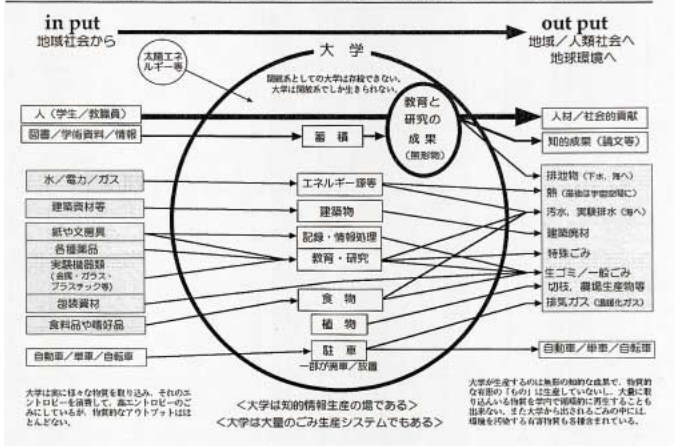 in put
地域社会から
out put
地域／人類社会へ
地球環境へ
大学
太陽エネ
ルギー等
閉鎖系としての大学は存続できない。
大学は開放系でしか生きられない。
人（学生／教職員）
図書／学術資料／情報
蓄積
教育と
研究の
成果
（無形物）
人材／社会的貢献
知的成果（論文等）
水／電力／ガス
建築資材等
紙や文房具
各種薬品
実験機器類
（金属・ガラス・
プラスチック等）
包装資材
食料品や嗜好品
自動車／単車／自転車
エネルギー源等
建築物
記録・情報処理
教育・研究
食物
植物
駐車
一部が廃車／放置
排泄物（下水、海へ）
熱（最後は宇宙空間に）
汚水、実験排水（海へ）
建築廃材
特殊ごみ
生ゴミ／一般ごみ
切枝、農場生産物等
排気ガス（温暖化ガス）
自動車／単車／自転車
大学は実に様々な物質を取り込み、それのエ
ントロピーを消費して、高エントロピーのご
みにしているが、物質的なアウトプットはほ
とんどない。
＜大学は知的情報生産の場である＞
＜大学は大量のごみ生産システムでもある＞
大学が生産するのは無形の知的な成果で、物質的
な有形の「もの」は生産していないし、大量に取
り込んいる物質を学内で循環的に再生することも
出来ない。また大学から出されるごみの中には、
環境を汚染する有害物質も各種含まれている。